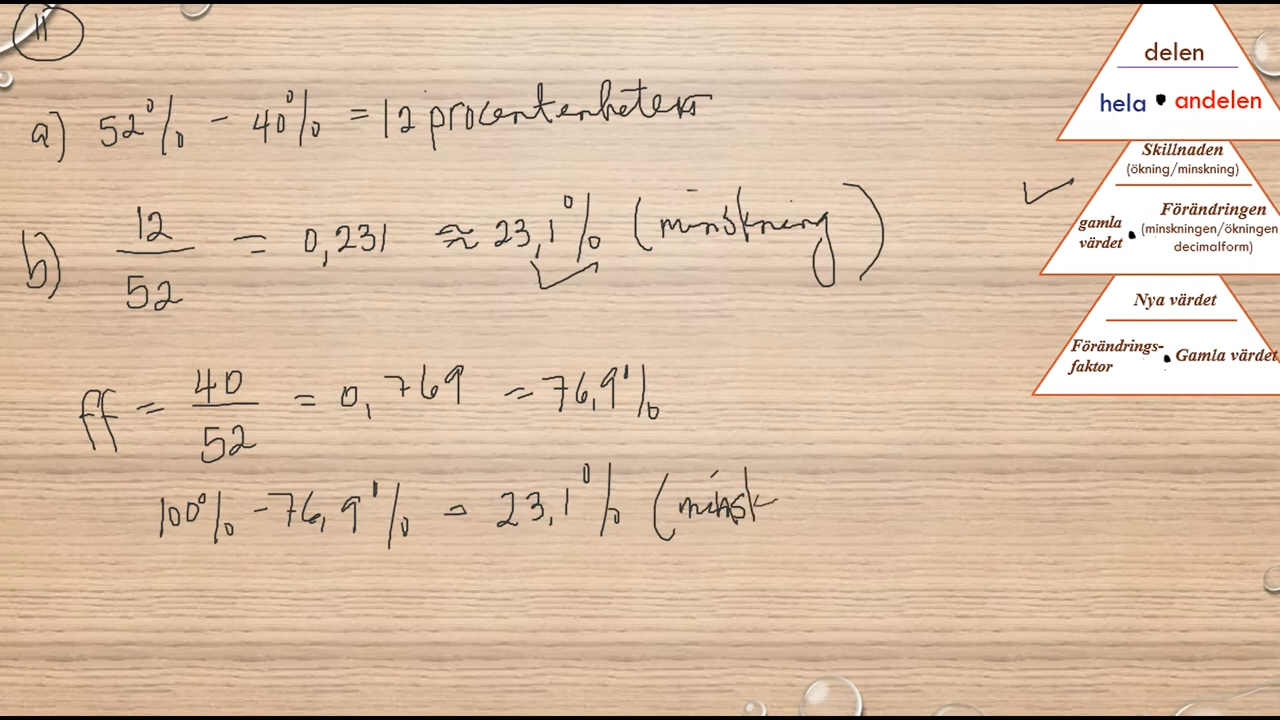 11
a) 52% - 40% = 12 procentenheter
b) 12/52 = 0,231 ≈ 23,1% (minskning)
ff = 40/52 = 0,769 = 76,9%
100% - 76,9% = 23,1% (minsk
delen
hela • andelen
Skillnaden
(ökning/minskning)
gamla värdet • Förändringen
(minskningen/ökningen
decimalform)
Nya värdet
Förändrings-
faktor • Gamla värdet